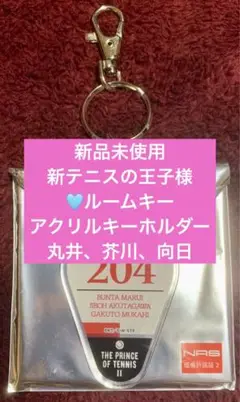 新品未使用
新テニスの王子様
🩵ルームキー
アクリルキーホルダー
丸井、芥川、向日
204
BUNTA MARUI
JIROH AKUTAGAWA
GAKUTO MUKAHI
THE PRINCE
OF TENNIS
II
NAS